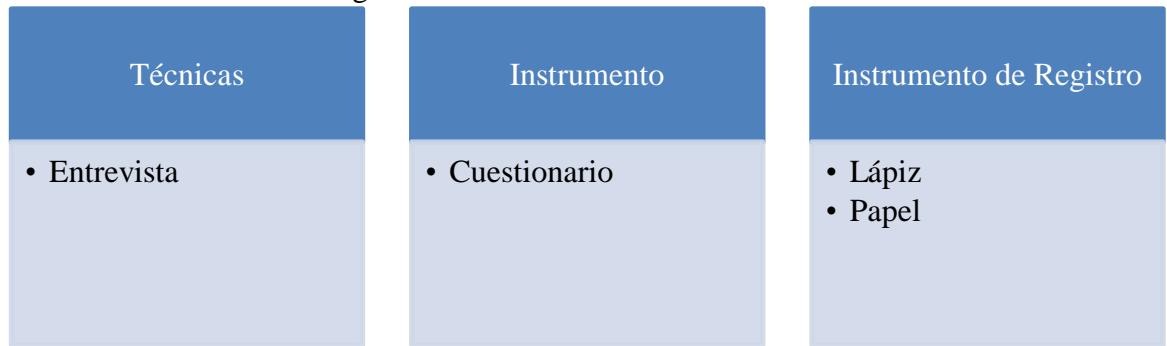 Técnicas
• Entrevista
Instrumento
• Cuestionario
Instrumento de Registro
• Lápiz
• Papel